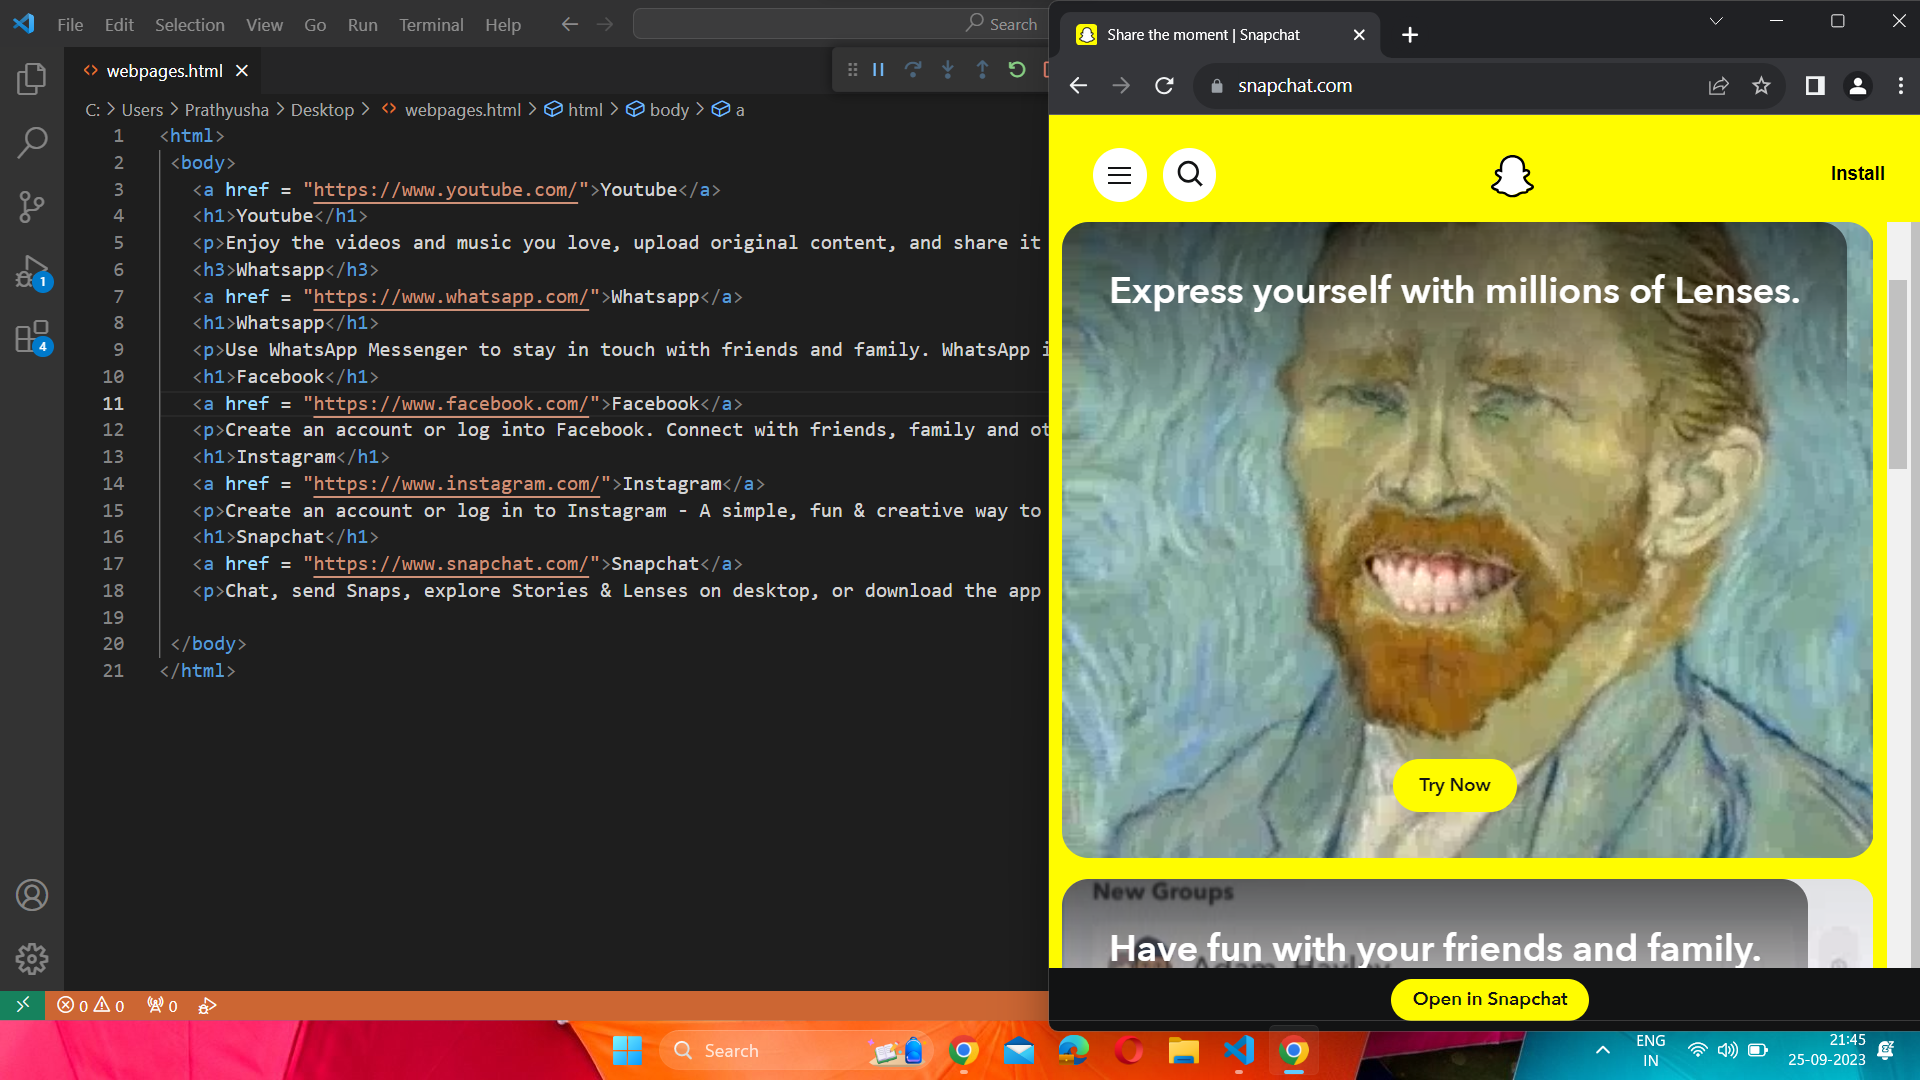 File Edit Selection View Go Run Terminal Help
Search
webpages.html
C: > Users > Prathyusha > Desktop > webpages.html > html > body > a
1 <html>
2 <body>
3 <a href = "https://www.youtube.com/">Youtube</a>
4 <h1>Youtube</h1>
5 <p>Enjoy the videos and music you love, upload original content, and share it
6 <h3>Whatsapp</h3>
7 <a href = "https://www.whatsapp.com/">Whatsapp</a>
8 <h1>Whatsapp</h1>
9 <p>Use WhatsApp Messenger to stay in touch with friends and family. WhatsApp i
10 <h1>Facebook</h1>
11 <a href = "https://www.facebook.com/">Facebook</a>
12 <p>Create an account or log into Facebook. Connect with friends, family and ot
13 <h1>Instagram</h1>
14 <a href = "https://www.instagram.com/">Instagram</a>
15 <p>Create an account or log in to Instagram - A simple, fun & creative way to
16 <h1>Snapchat</h1>
17 <a href = "https://www.snapchat.com/">Snapchat</a>
18 <p>Chat, send Snaps, explore Stories & Lenses on desktop, or download the app
19
20 </body>
21 </html>
1
4
0 0 0
Share the moment | Snapchat
snapchat.com
Install
Express yourself with millions of Lenses.
Try Now
New Groups
Have fun with your friends and family.
Open in Snapchat
Search
ENG
IN
21:45
25-09-2023